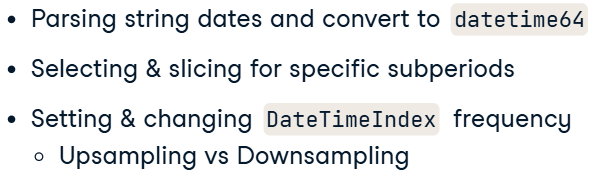 • Parsing string dates and convert to datetime64
• Selecting & slicing for specific subperiods
• Setting & changing DateTimeIndex frequency
○ Upsampling vs Downsampling